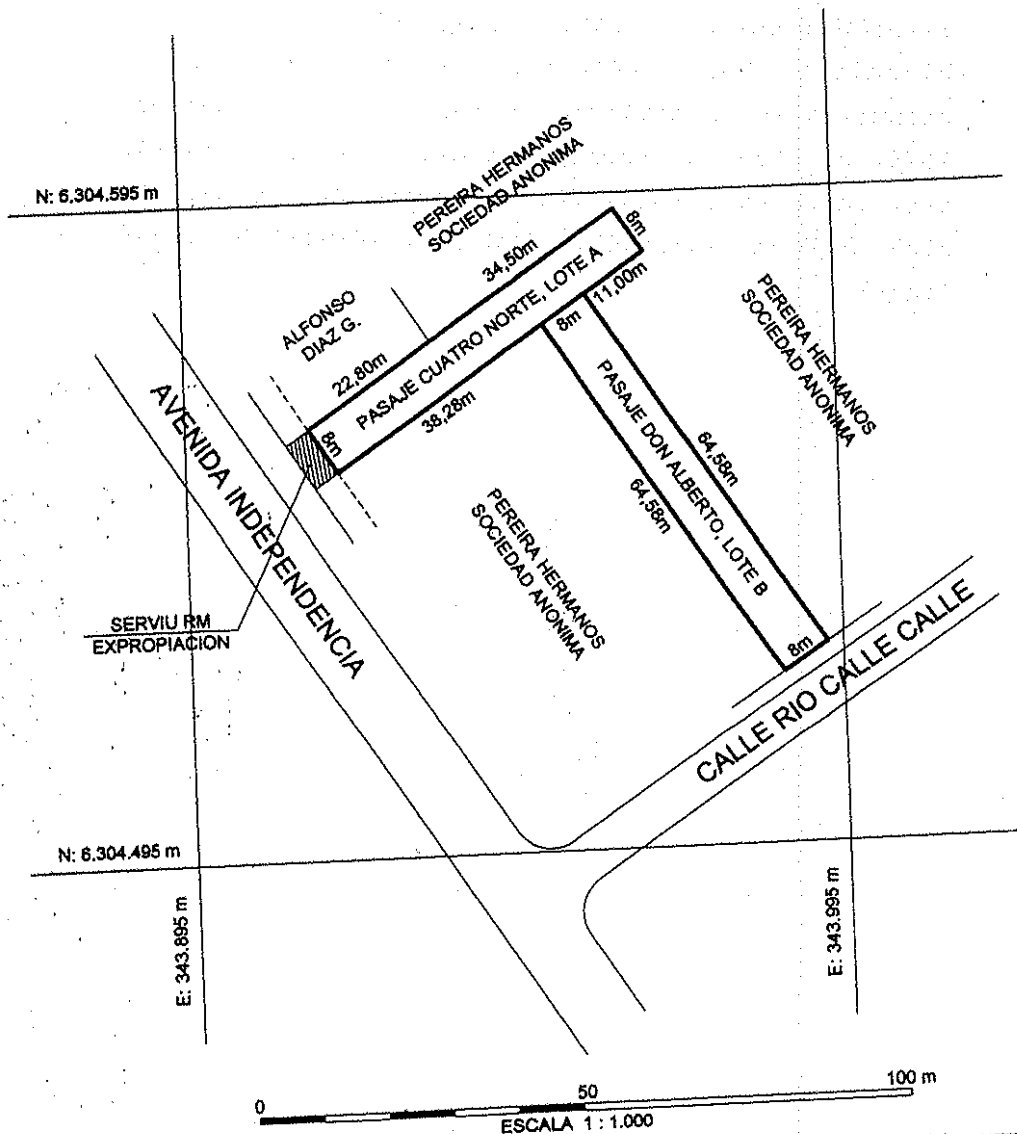 N: 6.304.595 m
PEREIRA HERMANOS
SOCIEDAD ANONIMA
34,50m
8m
ALFONSO
DIAZ G.
22,80m
PASAJE CUATRO NORTE, LOTE A
11,00m
8m
38,28m
8m
PEREIRA HERMANOS
SOCIEDAD ANONIMA
AVENIDA INDEPENDENCIA
PASAJE DON ALBERTO, LOTE B
64,58m
64,58m
PEREIRA HERMANOS
SOCIEDAD ANONIMA
SERVIU RM
EXPROPIACION
8m
CALLE RIO CALLE CALLE
N: 6.304.495 m
E: 343.895 m
E: 343.995 m
0 50 100 m
ESCALA 1 : 1.000